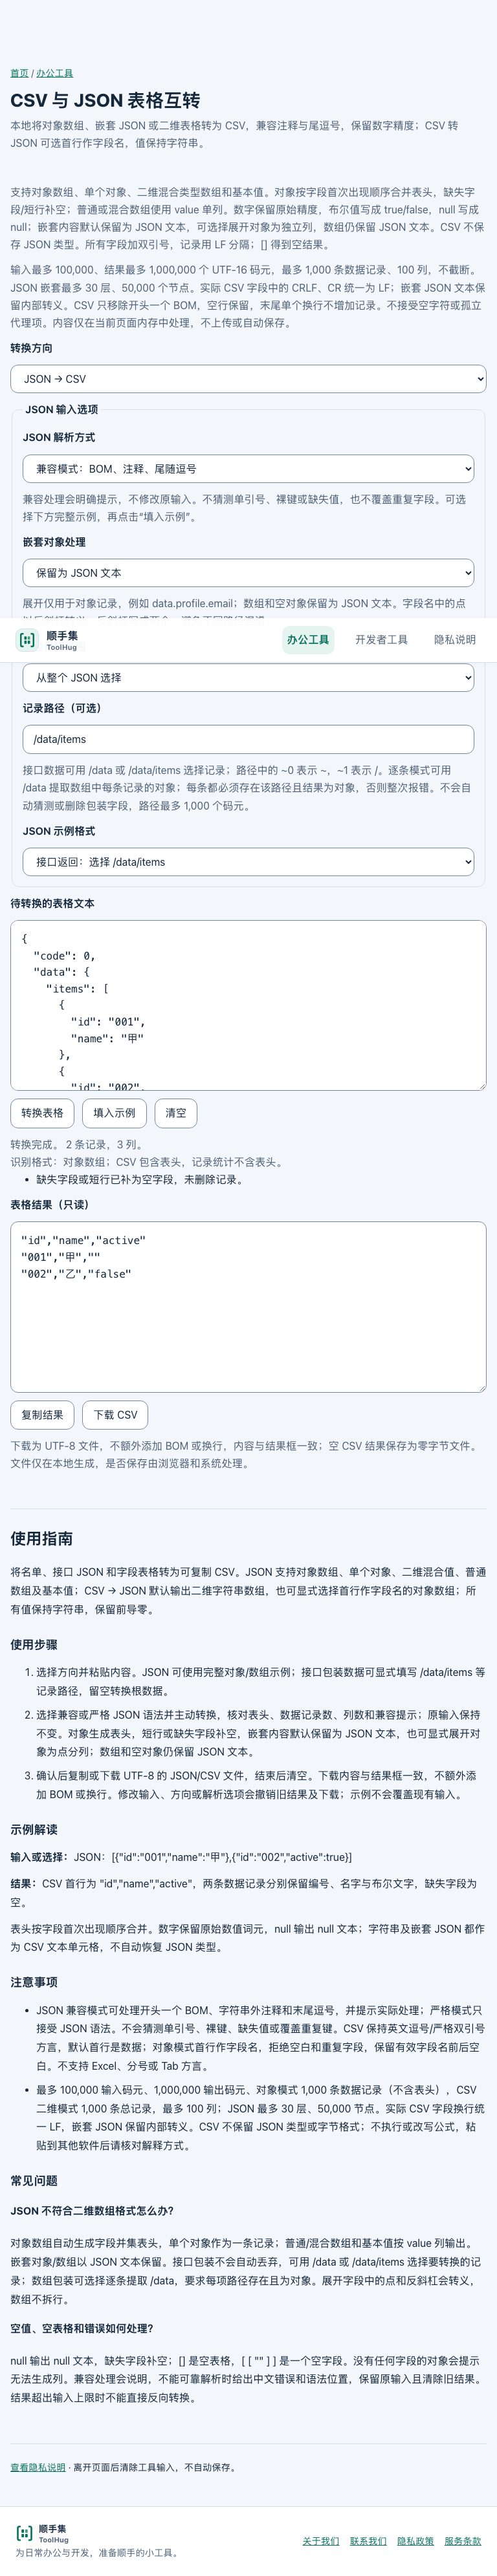 首页 / 办公工具
CSV 与 JSON 表格互转
本地将对象数组、嵌套 JSON 或二维表格转为 CSV，兼容注释与尾逗号，保留数字精度；CSV 转
JSON 可选首行作字段名，值保持字符串。
支持对象数组、单个对象、二维混合类型数组和基本值。对象按字段首次出现顺序合并表头，缺失字
段/短行补空；普通或混合数组使用 value 单列。数字保留原始精度，布尔值写成 true/false，null 写成
null；嵌套内容默认保留为 JSON 文本，可选择展开对象为独立列，数组仍保留 JSON 文本。CSV 不保
存 JSON 类型。所有字段加双引号，记录用 LF 分隔；[] 得到空结果。
输入最多 100,000、结果最多 1,000,000 个 UTF-16 码元，最多 1,000 条数据记录、100 列，不截断。
JSON 嵌套最多 30 层、50,000 个节点。实际 CSV 字段中的 CRLF、CR 统一为 LF；嵌套 JSON 文本保
留内部转义。CSV 只移除开头一个 BOM，空行保留，末尾单个换行不增加记录。不接受空字符或孤立
代理项。内容仅在当前页面内存中处理，不上传或自动保存。
转换方向
JSON → CSV
JSON 输入选项
JSON 解析方式
兼容模式：BOM、注释、尾随逗号
兼容处理会明确提示，不修改原输入。不猜测单引号、裸键或缺失值，也不覆盖重复字段。可选
择下方完整示例，再点击“填入示例”。
嵌套对象处理
保留为 JSON 文本
展开仅用于对象记录，例如 data.profile.email；数组和空对象保留为 JSON 文本。字段名中的点
顺手集
ToolHug
办公工具
开发者工具
隐私说明
从整个 JSON 选择
记录路径（可选）
/data/items
接口数据可用 /data 或 /data/items 选择记录；路径中的 ~0 表示 ~，~1 表示 /。逐条模式可用
/data 提取数组中每条记录的对象；每条都必须存在该路径且结果为对象，否则整次报错。不会自
动猜测或删除包装字段，路径最多 1,000 个码元。
JSON 示例格式
接口返回：选择 /data/items
待转换的表格文本
{
"code": 0,
"data": {
"items": [
{
"id": "001",
"name": "甲"
},
{
"id": "002",
转换表格
填入示例
清空
转换完成。 2 条记录，3 列。
识别格式：对象数组；CSV 包含表头，记录统计不含表头。
• 缺失字段或短行已补为空字段，未删除记录。
表格结果（只读）
"id","name","active"
"001","甲",""
"002","乙","false"
复制结果
下载 CSV
下载为 UTF-8 文件，不额外添加 BOM 或换行，内容与结果框一致；空 CSV 结果保存为零字节文件。
文件仅在本地生成，是否保存由浏览器和系统处理。
使用指南
将名单、接口 JSON 和字段表格转为可复制 CSV。JSON 支持对象数组、单个对象、二维混合值、普通
数组及基本值；CSV → JSON 默认输出二维字符串数组，也可显式选择首行作字段名的对象数组；所
有值保持字符串，保留前导零。
使用步骤
1. 选择方向并粘贴内容。JSON 可使用完整对象/数组示例；接口包装数据可显式填写 /data/items 等
记录路径，留空转换根数据。
2. 选择兼容或严格 JSON 语法并主动转换，核对表头、数据记录数、列数和兼容提示；原输入保持
不变。对象生成表头，短行或缺失字段补空，嵌套内容默认保留为 JSON 文本，也可显式展开对
象为点分列；数组和空对象仍保留 JSON 文本。
3. 确认后复制或下载 UTF-8 的 JSON/CSV 文件，结束后清空。下载内容与结果框一致，不额外添
加 BOM 或换行。修改输入、方向或解析选项会撤销旧结果及下载；示例不会覆盖现有输入。
示例解读
输入或选择：JSON：[{"id":"001","name":"甲"},{"id":"002","active":true}]
结果：CSV 首行为 "id","name","active"，两条数据记录分别保留编号、名字与布尔文字，缺失字段为
空。
表头按字段首次出现顺序合并。数字保留原始数值词元，null 输出 null 文本；字符串及嵌套 JSON 都作
为 CSV 文本单元格，不自动恢复 JSON 类型。
注意事项
• JSON 兼容模式可处理开头一个 BOM、字符串外注释和末尾逗号，并提示实际处理；严格模式只
接受 JSON 语法。不会猜测单引号、裸键、缺失值或覆盖重复键。CSV 保持英文逗号/严格双引号
方言，默认首行是数据；对象模式首行作字段名，拒绝空白和重复字段，保留有效字段名前后空
白。不支持 Excel、分号或 Tab 方言。
• 最多 100,000 输入码元、1,000,000 输出码元、对象模式 1,000 条数据记录（不含表头），CSV
二维模式 1,000 条总记录，最多 100 列；JSON 最多 30 层、50,000 节点。实际 CSV 字段换行统
一 LF，嵌套 JSON 保留内部转义。CSV 不保留 JSON 类型或字节格式；不执行或改写公式，粘
贴到其他软件后请核对解释方式。
常见问题
JSON 不符合二维数组格式怎么办？
对象数组自动生成字段并集表头，单个对象作为一条记录；普通/混合数组和基本值按 value 列输出。
嵌套对象/数组以 JSON 文本保留。接口包装不会自动丢弃，可用 /data 或 /data/items 选择要转换的记
录；数组包装可选择逐条提取 /data，要求每项路径存在且为对象。展开字段中的点和反斜杠会转义，
数组不拆行。
空值、空表格和错误如何处理？
null 输出 null 文本，缺失字段补空；[] 是空表格，[ [ "" ] ] 是一个空字段。没有任何字段的对象会提示
无法生成列。兼容处理会说明，不能可靠解析时给出中文错误和语法位置，保留原输入且清除旧结果。
结果超出输入上限时不能直接反向转换。
查看隐私说明 · 离开页面后清除工具输入，不自动保存。
顺手集
ToolHug
为日常办公与开发，准备顺手的小工具。
关于我们
联系我们
隐私政策
服务条款